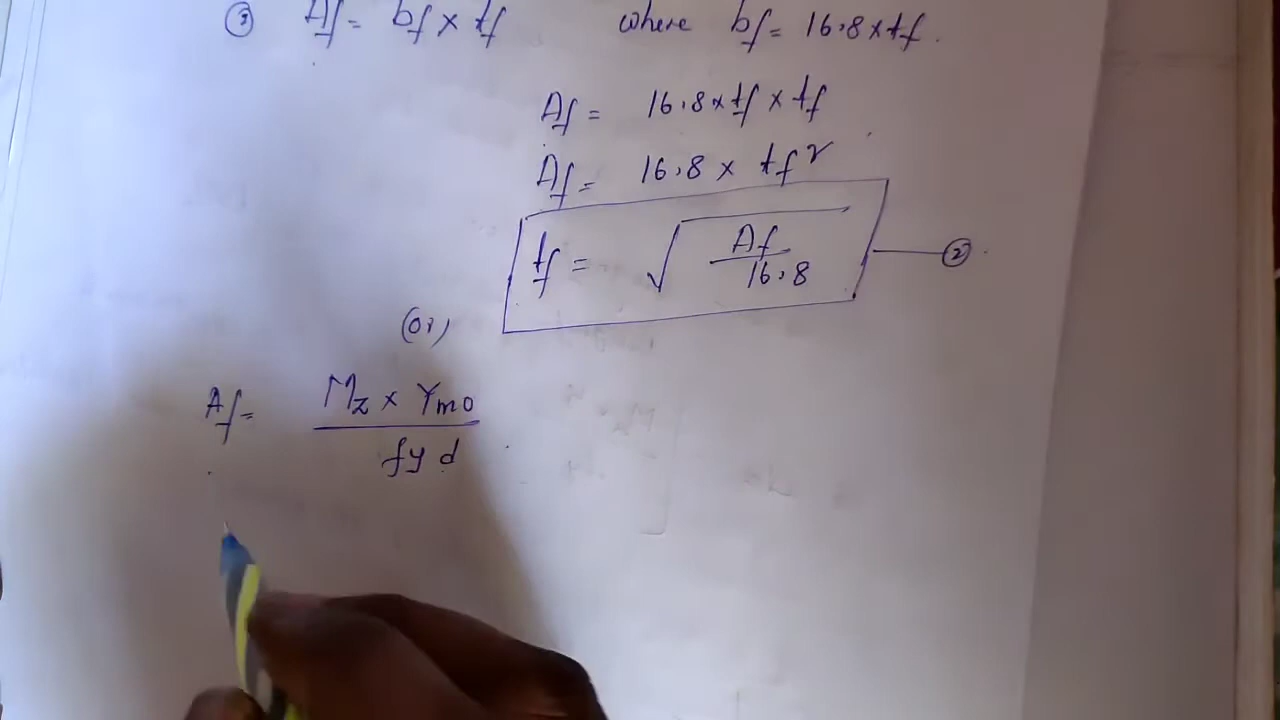 ③ Af = bf × tf where bf = 16.8×tf.
Af = 16.8×tf × tf
Af = 16.8 × tf²
tf = √(Af/16.8) —②
(or)
Af = Mz × γmo / fy d